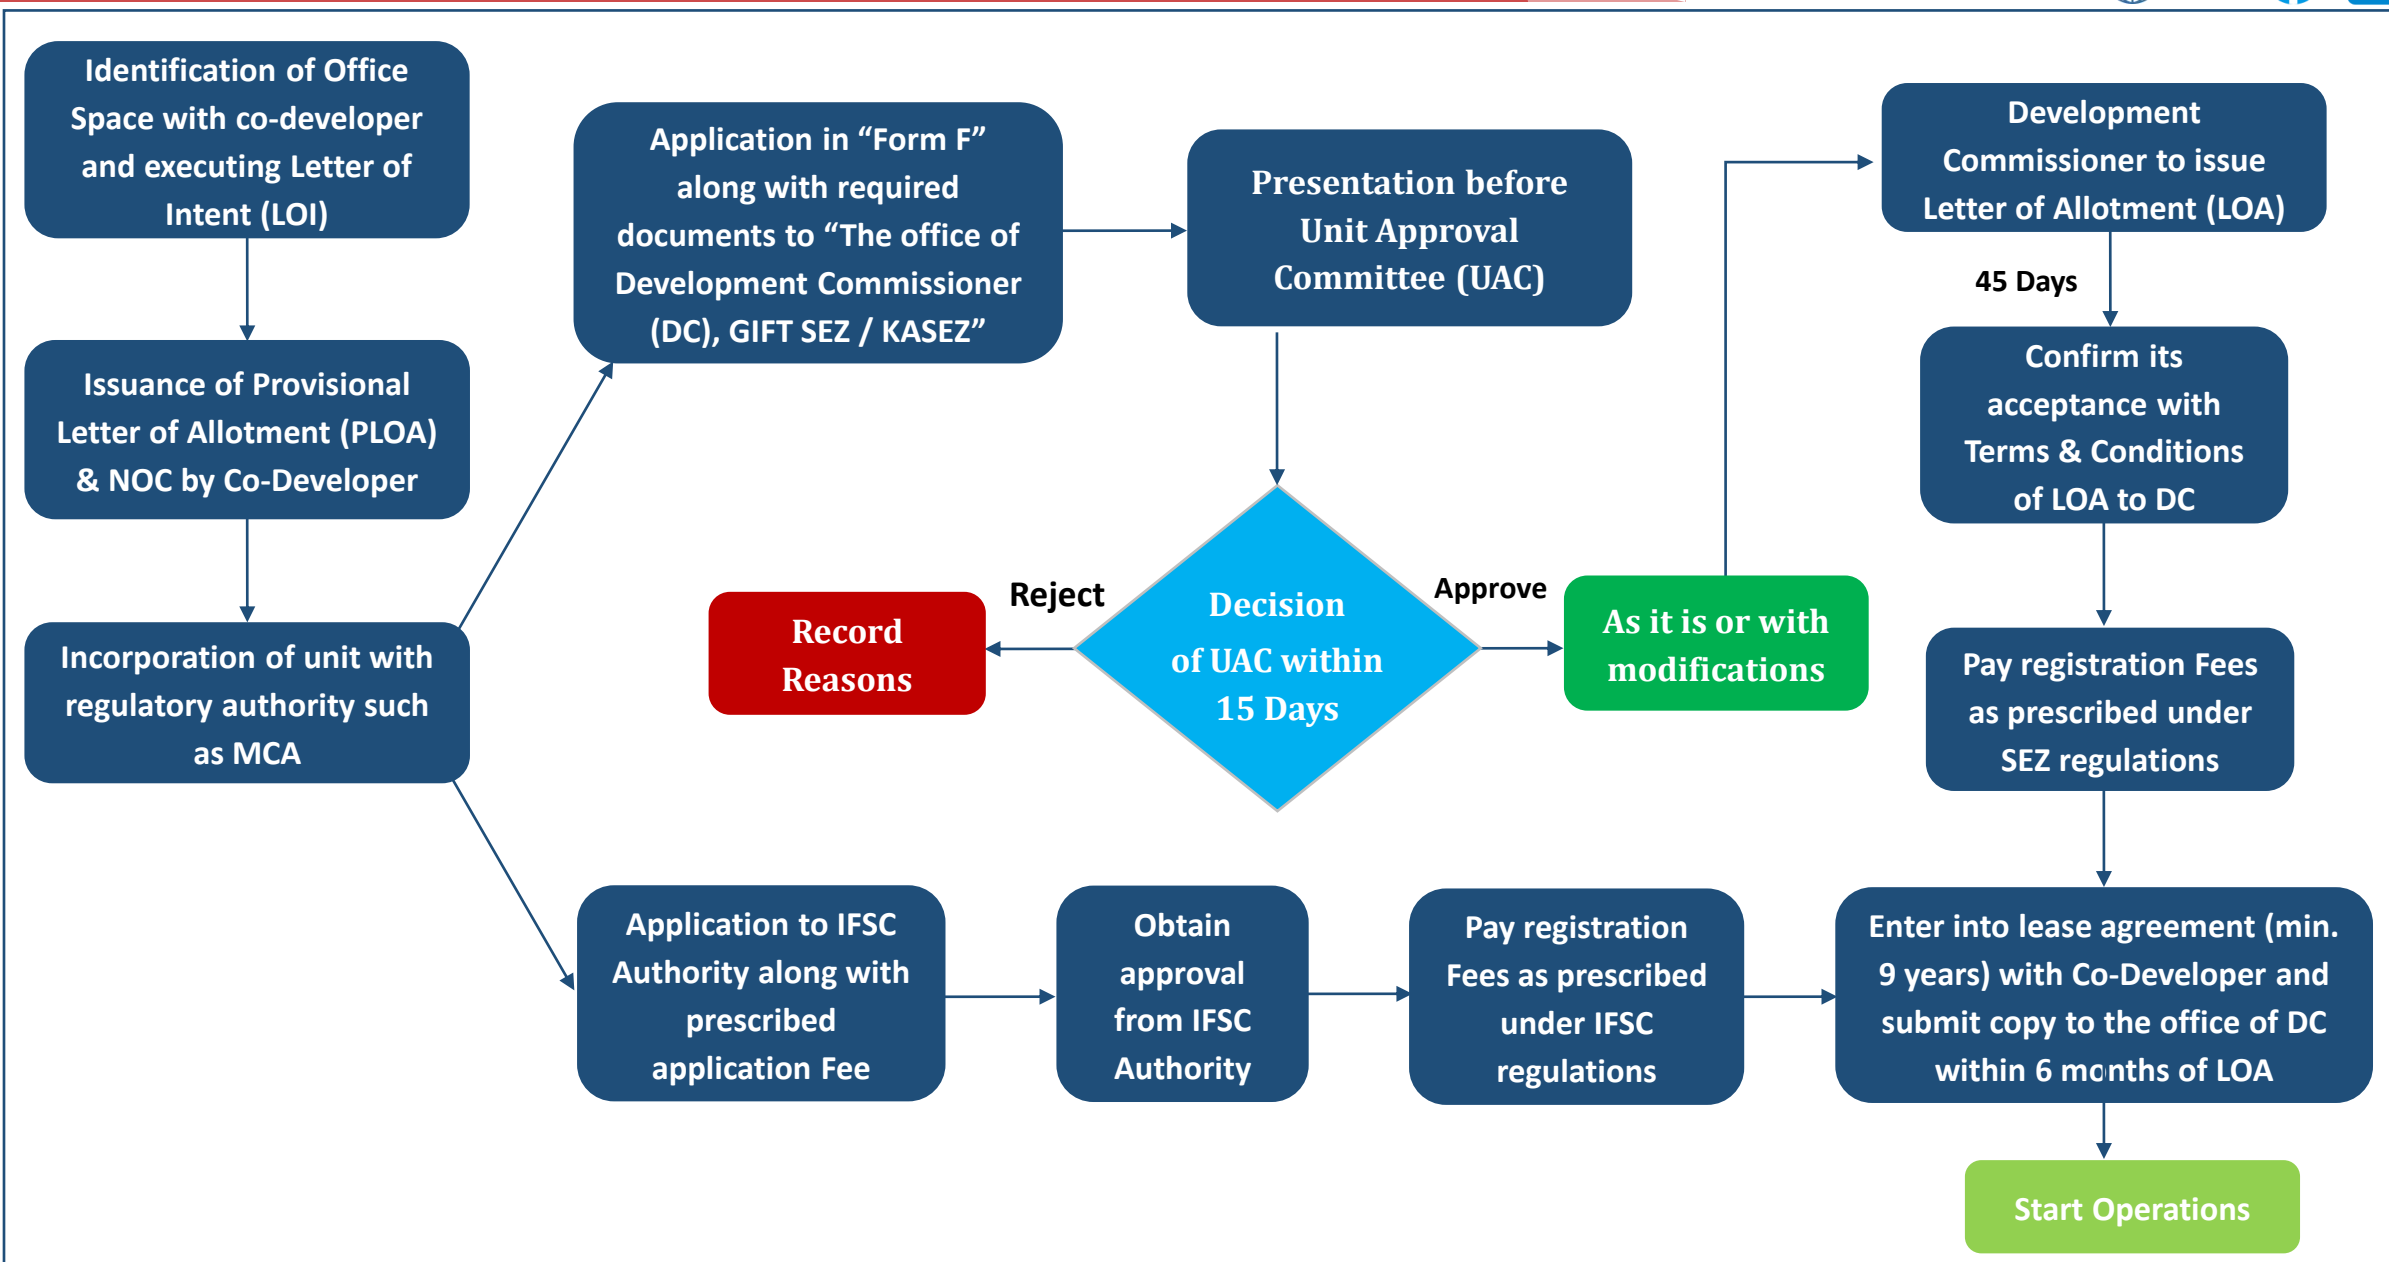 Identification of Office
Space with co-developer
and executing Letter of
Intent (LOI)
Issuance of Provisional
Letter of Allotment (PLOA)
& NOC by Co-Developer
Incorporation of unit with
regulatory authority such
as MCA
Application in “Form F”
along with required
documents to “The office of
Development Commissioner
(DC), GIFT SEZ / KASEZ”
Presentation before
Unit Approval
Committee (UAC)
Decision
of UAC within
15 Days
Reject
Record
Reasons
Approve
As it is or with
modifications
Development
Commissioner to issue
Letter of Allotment (LOA)
45 Days
Confirm its
acceptance with
Terms & Conditions
of LOA to DC
Pay registration Fees
as prescribed under
SEZ regulations
Application to IFSC
Authority along with
prescribed
application Fee
Obtain
approval
from IFSC
Authority
Pay registration
Fees as prescribed
under IFSC
regulations
Enter into lease agreement (min.
9 years) with Co-Developer and
submit copy to the office of DC
within 6 months of LOA
Start Operations